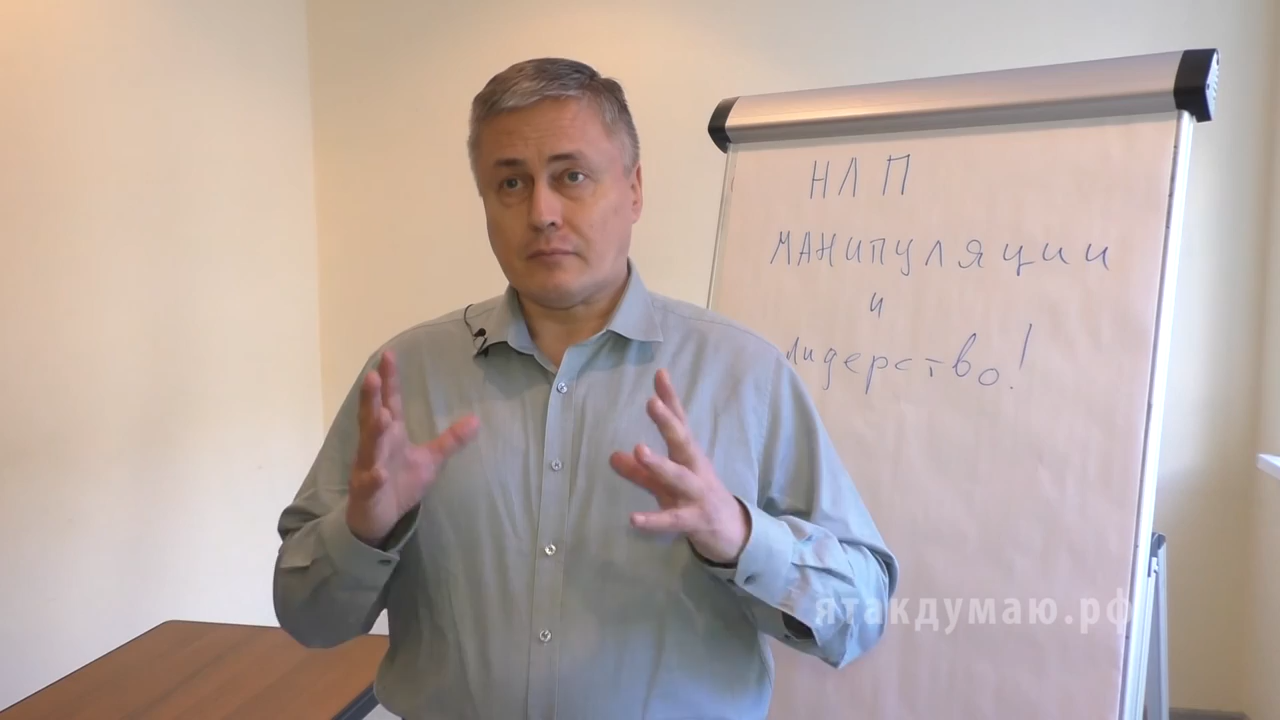 НЛП
МАНИПУЛЯЦИИ
и
лидерство!
ятакдумаю.рф